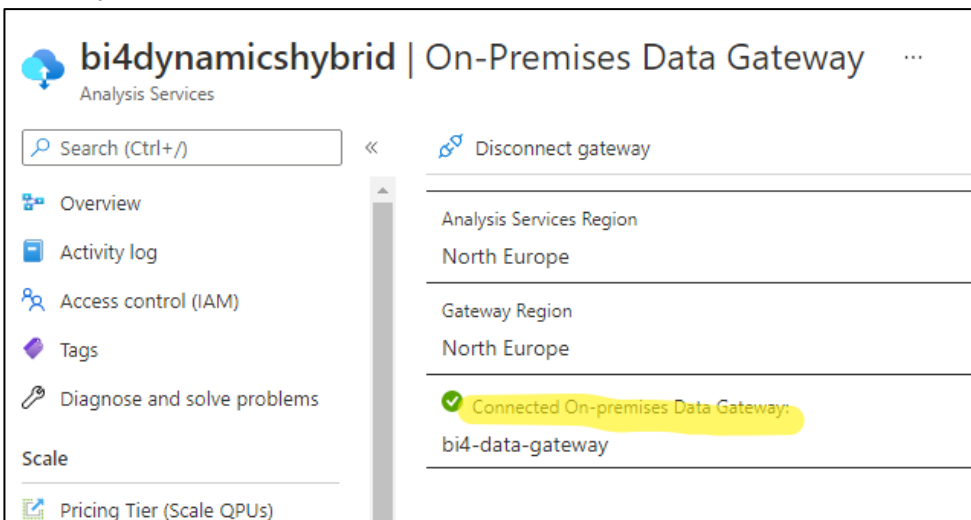 bi4dynamicshybrid | On-Premises Data Gateway ...
Analysis Services
Search (Ctrl+/)
«
Disconnect gateway
Overview
Activity log
Access control (IAM)
Tags
Diagnose and solve problems
Scale
Pricing Tier (Scale QPUs)
Analysis Services Region
North Europe
Gateway Region
North Europe
Connected On-premises Data Gateway:
bi4-data-gateway